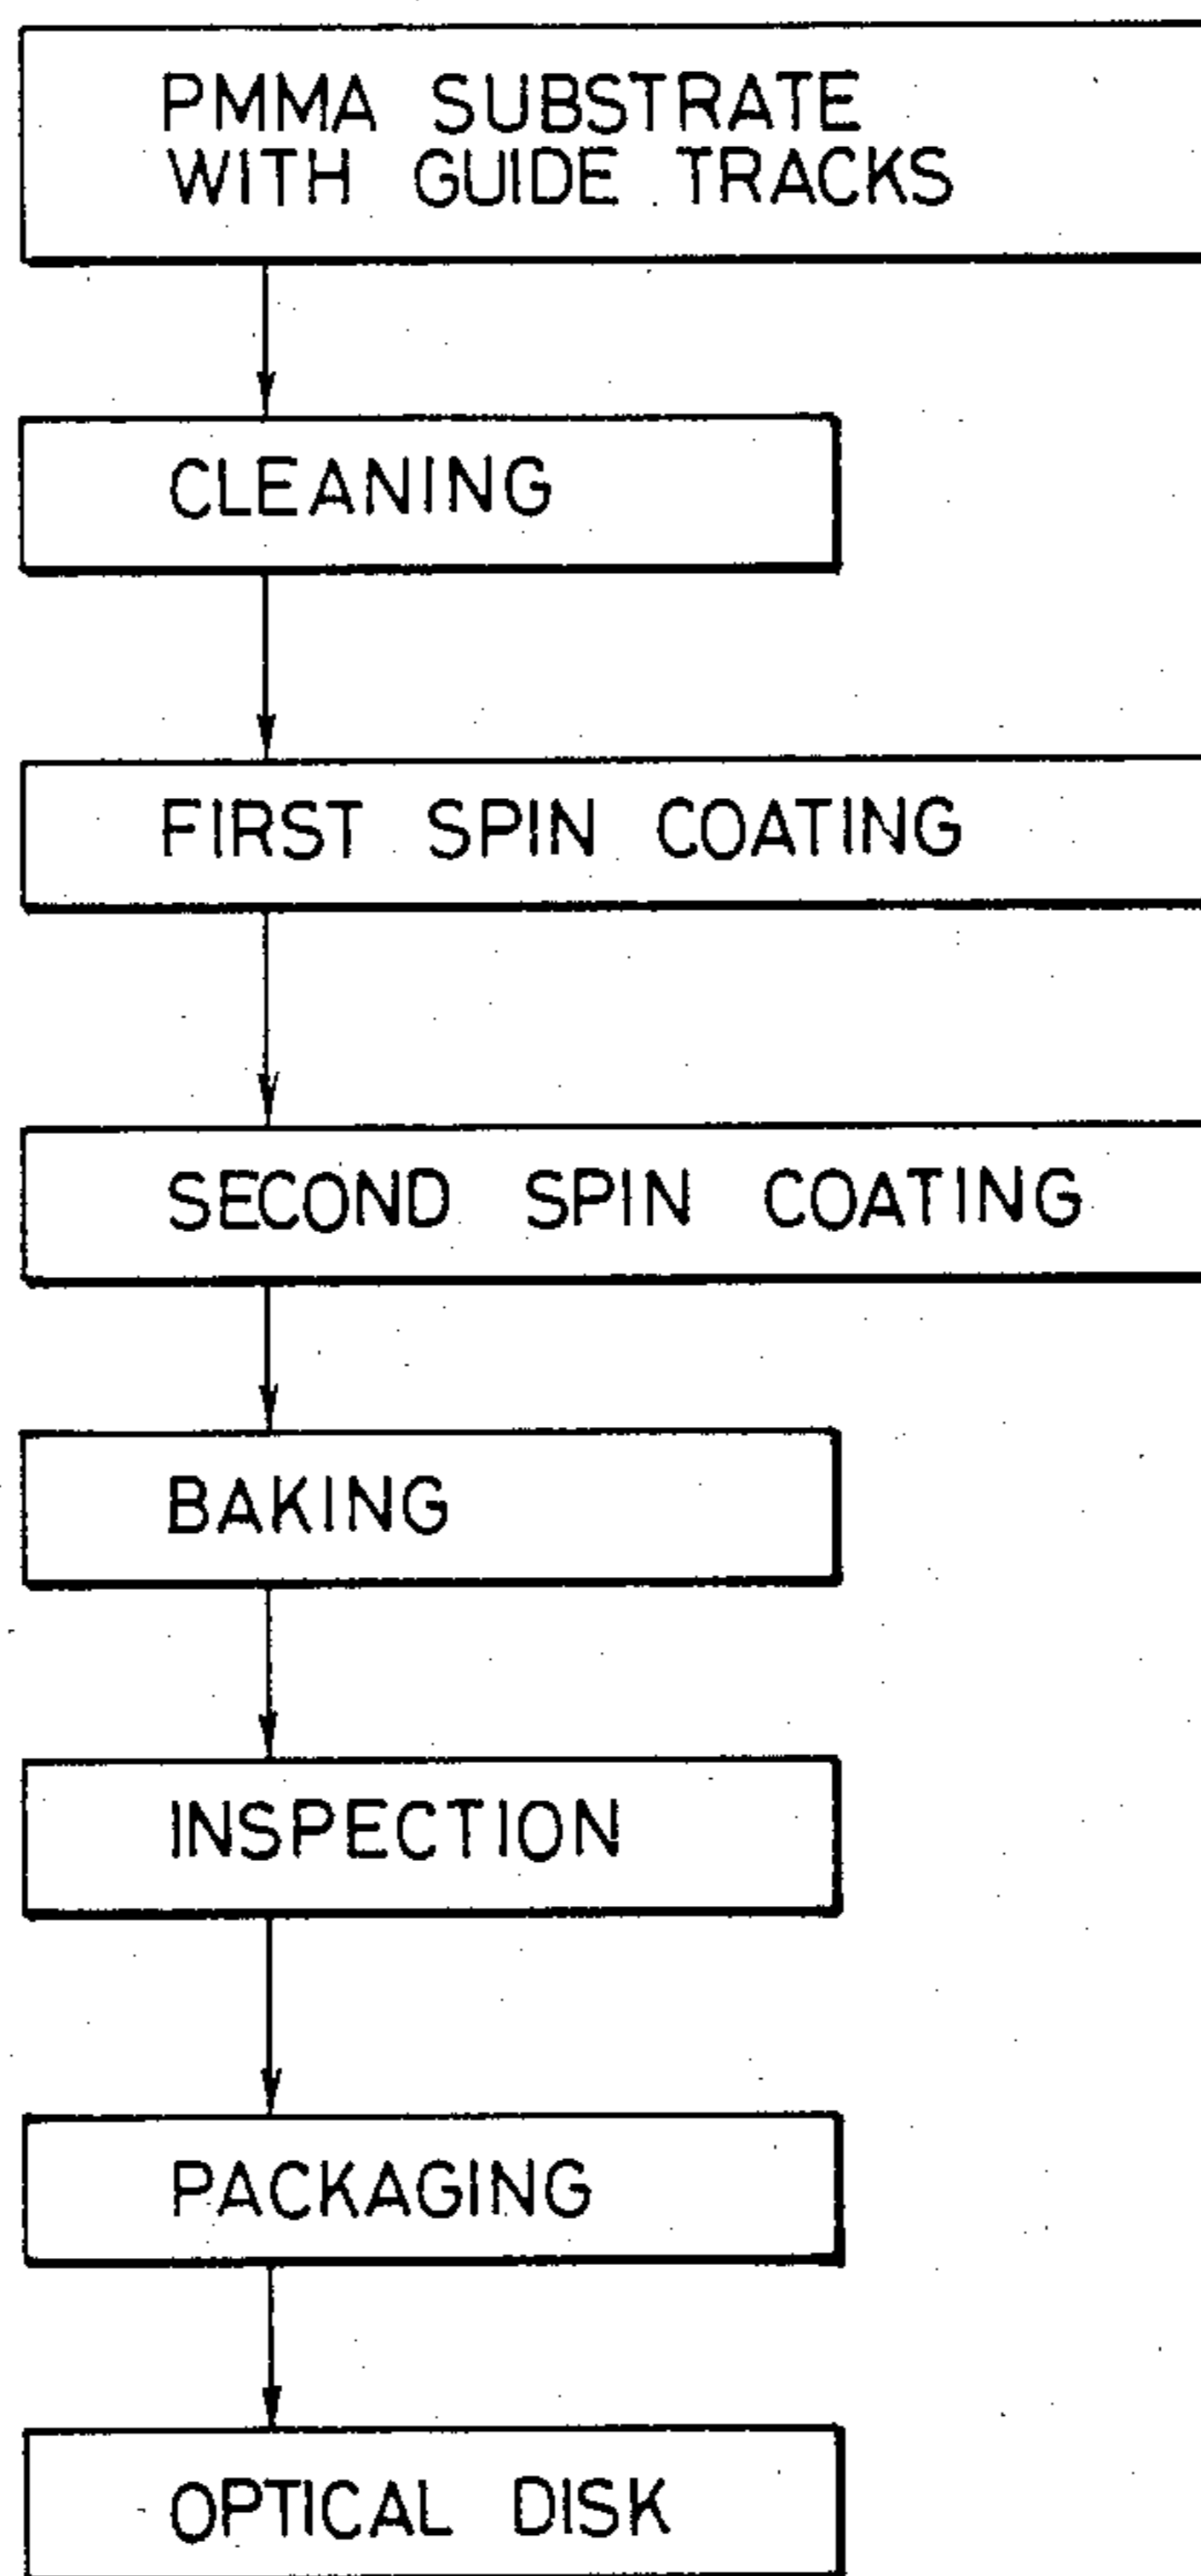 PMMA SUBSTRATE
WITH GUIDE TRACKS
CLEANING
FIRST SPIN COATING
SECOND SPIN COATING
BAKING
INSPECTION
PACKAGING
OPTICAL DISK